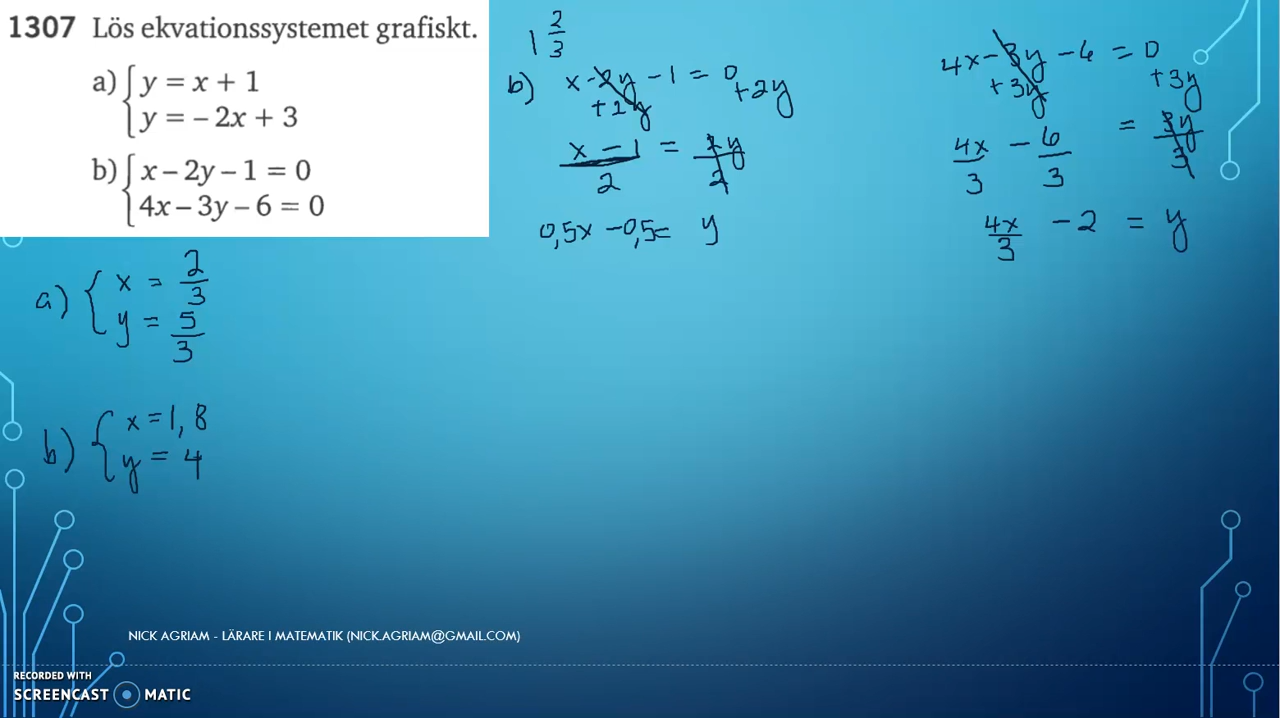 1307 Lös ekvationssystemet grafiskt.
a) { y = x + 1
y = – 2x + 3
b) { x – 2y – 1 = 0
4x – 3y – 6 = 0
1 2/3
b) x - 2y - 1 = 0
+2y +2y
x - 1 / 2 = 2y / 2
0,5x - 0,5 = y
4x - 3y - 6 = 0
+3y +3y
4x/3 - 6/3 = 3y/3
4x/3 - 2 = y
a) { x = 2/3
y = 5/3
b) { x = 1,8
y = 4
NICK AGRIAM - LÄRARE I MATEMATIK (NICK.AGRIAM@GMAIL.COM)
RECORDED WITH
SCREENCAST MATIC